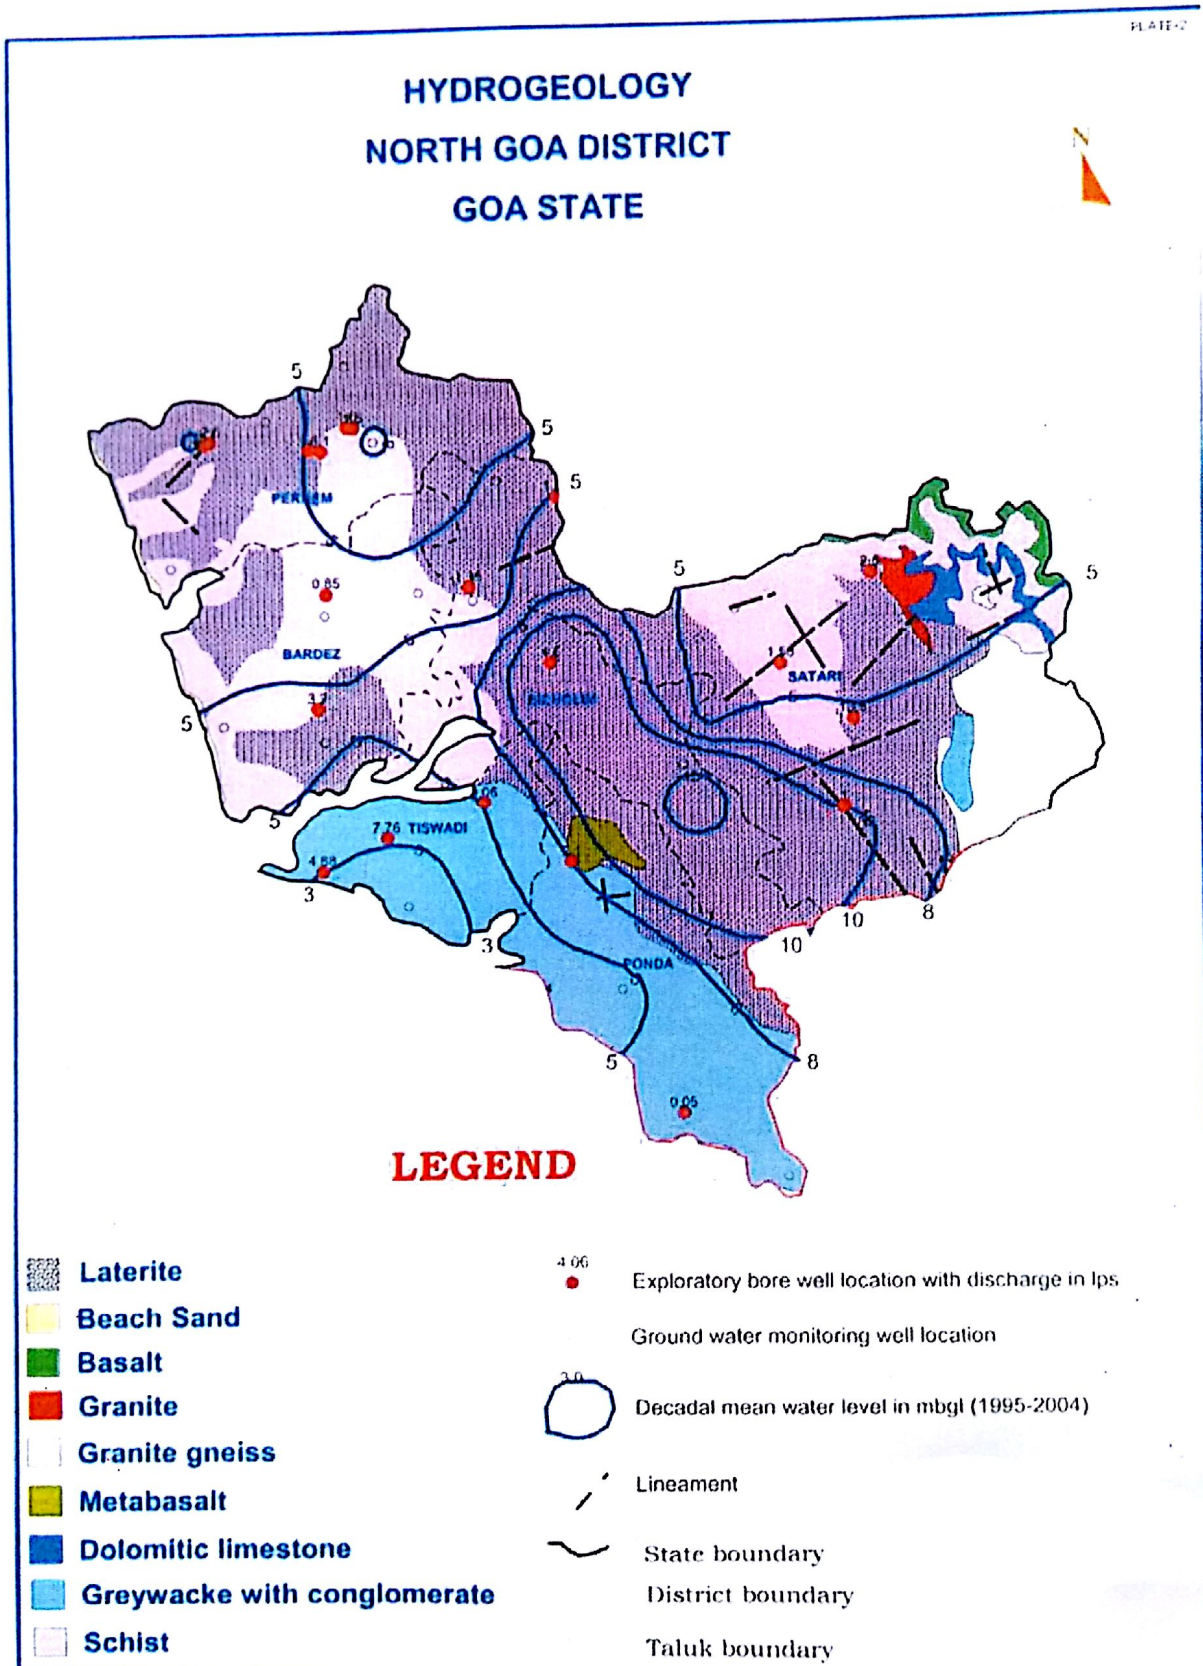 PLATE-2
HYDROGEOLOGY
NORTH GOA DISTRICT
GOA STATE
N
5
5
5
5
5
PERNEM
0.85
BARDEZ
SATARI
3.2
5
5
7.76 TISWADI
4.88
3
3
10
10
8
PONDA
5
8
0.05
LEGEND
Laterite
Beach Sand
Basalt
Granite
Granite gneiss
Metabasalt
Dolomitic limestone
Greywacke with conglomerate
Schist
4.06
Exploratory bore well location with discharge in lps
Ground water monitoring well location
3.0
Decadal mean water level in mbgl (1995-2004)
Lineament
State boundary
District boundary
Taluk boundary